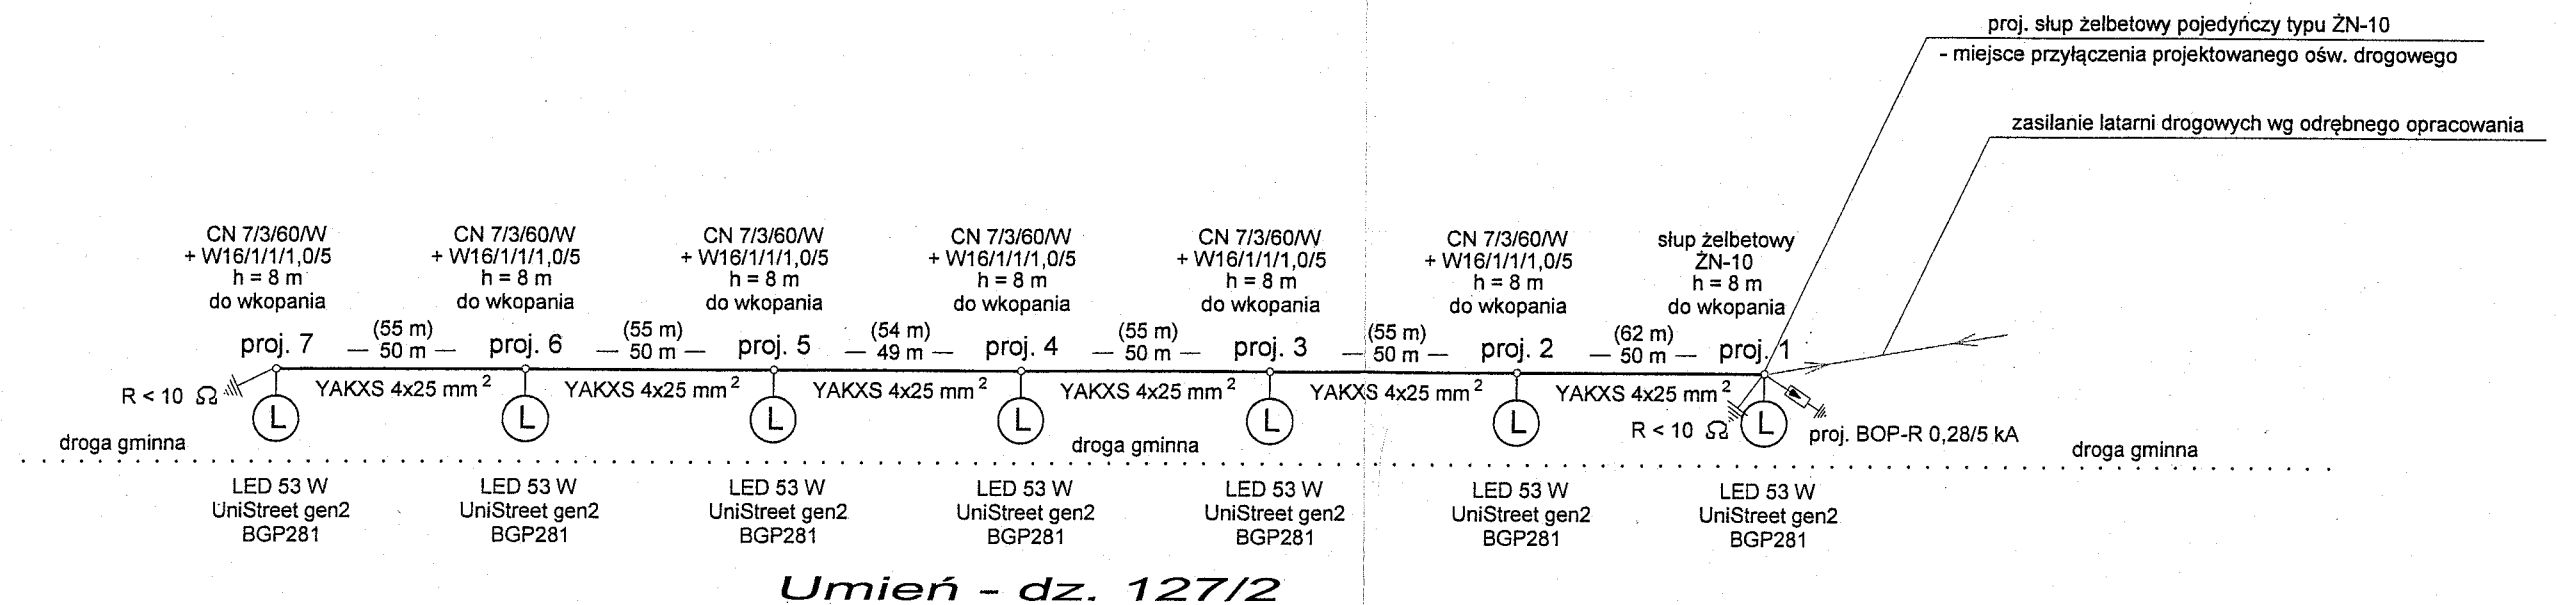 proj. słup żelbetowy pojedyńczy typu ŻN-10
- miejsce przyłączenia projektowanego ośw. drogowego
zasilanie latarni drogowych wg odrębnego opracowania
CN 7/3/60/W
+ W16/1/1/1,0/5
h = 8 m
do wkopania
proj. 7
CN 7/3/60/W
+ W16/1/1/1,0/5
h = 8 m
do wkopania
proj. 6
CN 7/3/60/W
+ W16/1/1/1,0/5
h = 8 m
do wkopania
proj. 5
CN 7/3/60/W
+ W16/1/1/1,0/5
h = 8 m
do wkopania
proj. 4
CN 7/3/60/W
+ W16/1/1/1,0/5
h = 8 m
do wkopania
proj. 3
CN 7/3/60/W
+ W16/1/1/1,0/5
h = 8 m
do wkopania
proj. 2
słup żelbetowy
ŻN-10
h = 8 m
do wkopania
proj. 1
(55 m)
— 50 m —
(55 m)
— 50 m —
(54 m)
— 49 m —
(55 m)
— 50 m —
(55 m)
— 50 m —
(62 m)
— 50 m —
R < 10 Ω
YAKXS 4x25 mm²
YAKXS 4x25 mm²
YAKXS 4x25 mm²
YAKXS 4x25 mm²
YAKXS 4x25 mm²
YAKXS 4x25 mm²
L
L
L
L
L
L
R < 10 Ω
L
proj. BOP-R 0,28/5 kA
droga gminna
droga gminna
droga gminna
LED 53 W
UniStreet gen2
BGP281
LED 53 W
UniStreet gen2
BGP281
LED 53 W
UniStreet gen2
BGP281
LED 53 W
UniStreet gen2
BGP281
LED 53 W
UniStreet gen2
BGP281
LED 53 W
UniStreet gen2
BGP281
LED 53 W
UniStreet gen2
BGP281
Umień - dz. 127/2